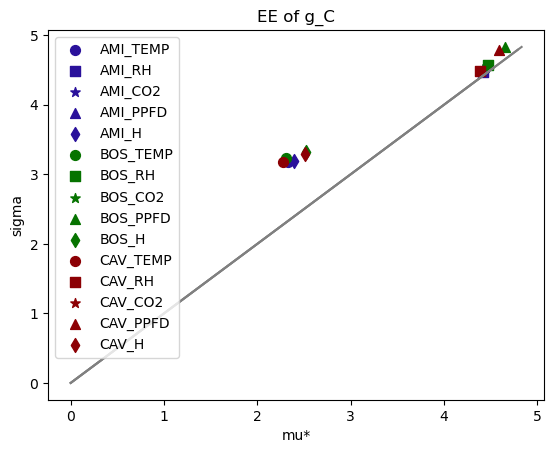 EE of g_C
5
4
3
2
1
0
sigma
AMI_TEMP
AMI_RH
AMI_CO2
AMI_PPFD
AMI_H
BOS_TEMP
BOS_RH
BOS_CO2
BOS_PPFD
BOS_H
CAV_TEMP
CAV_RH
CAV_CO2
CAV_PPFD
CAV_H
0 1 2 3 4 5
mu*